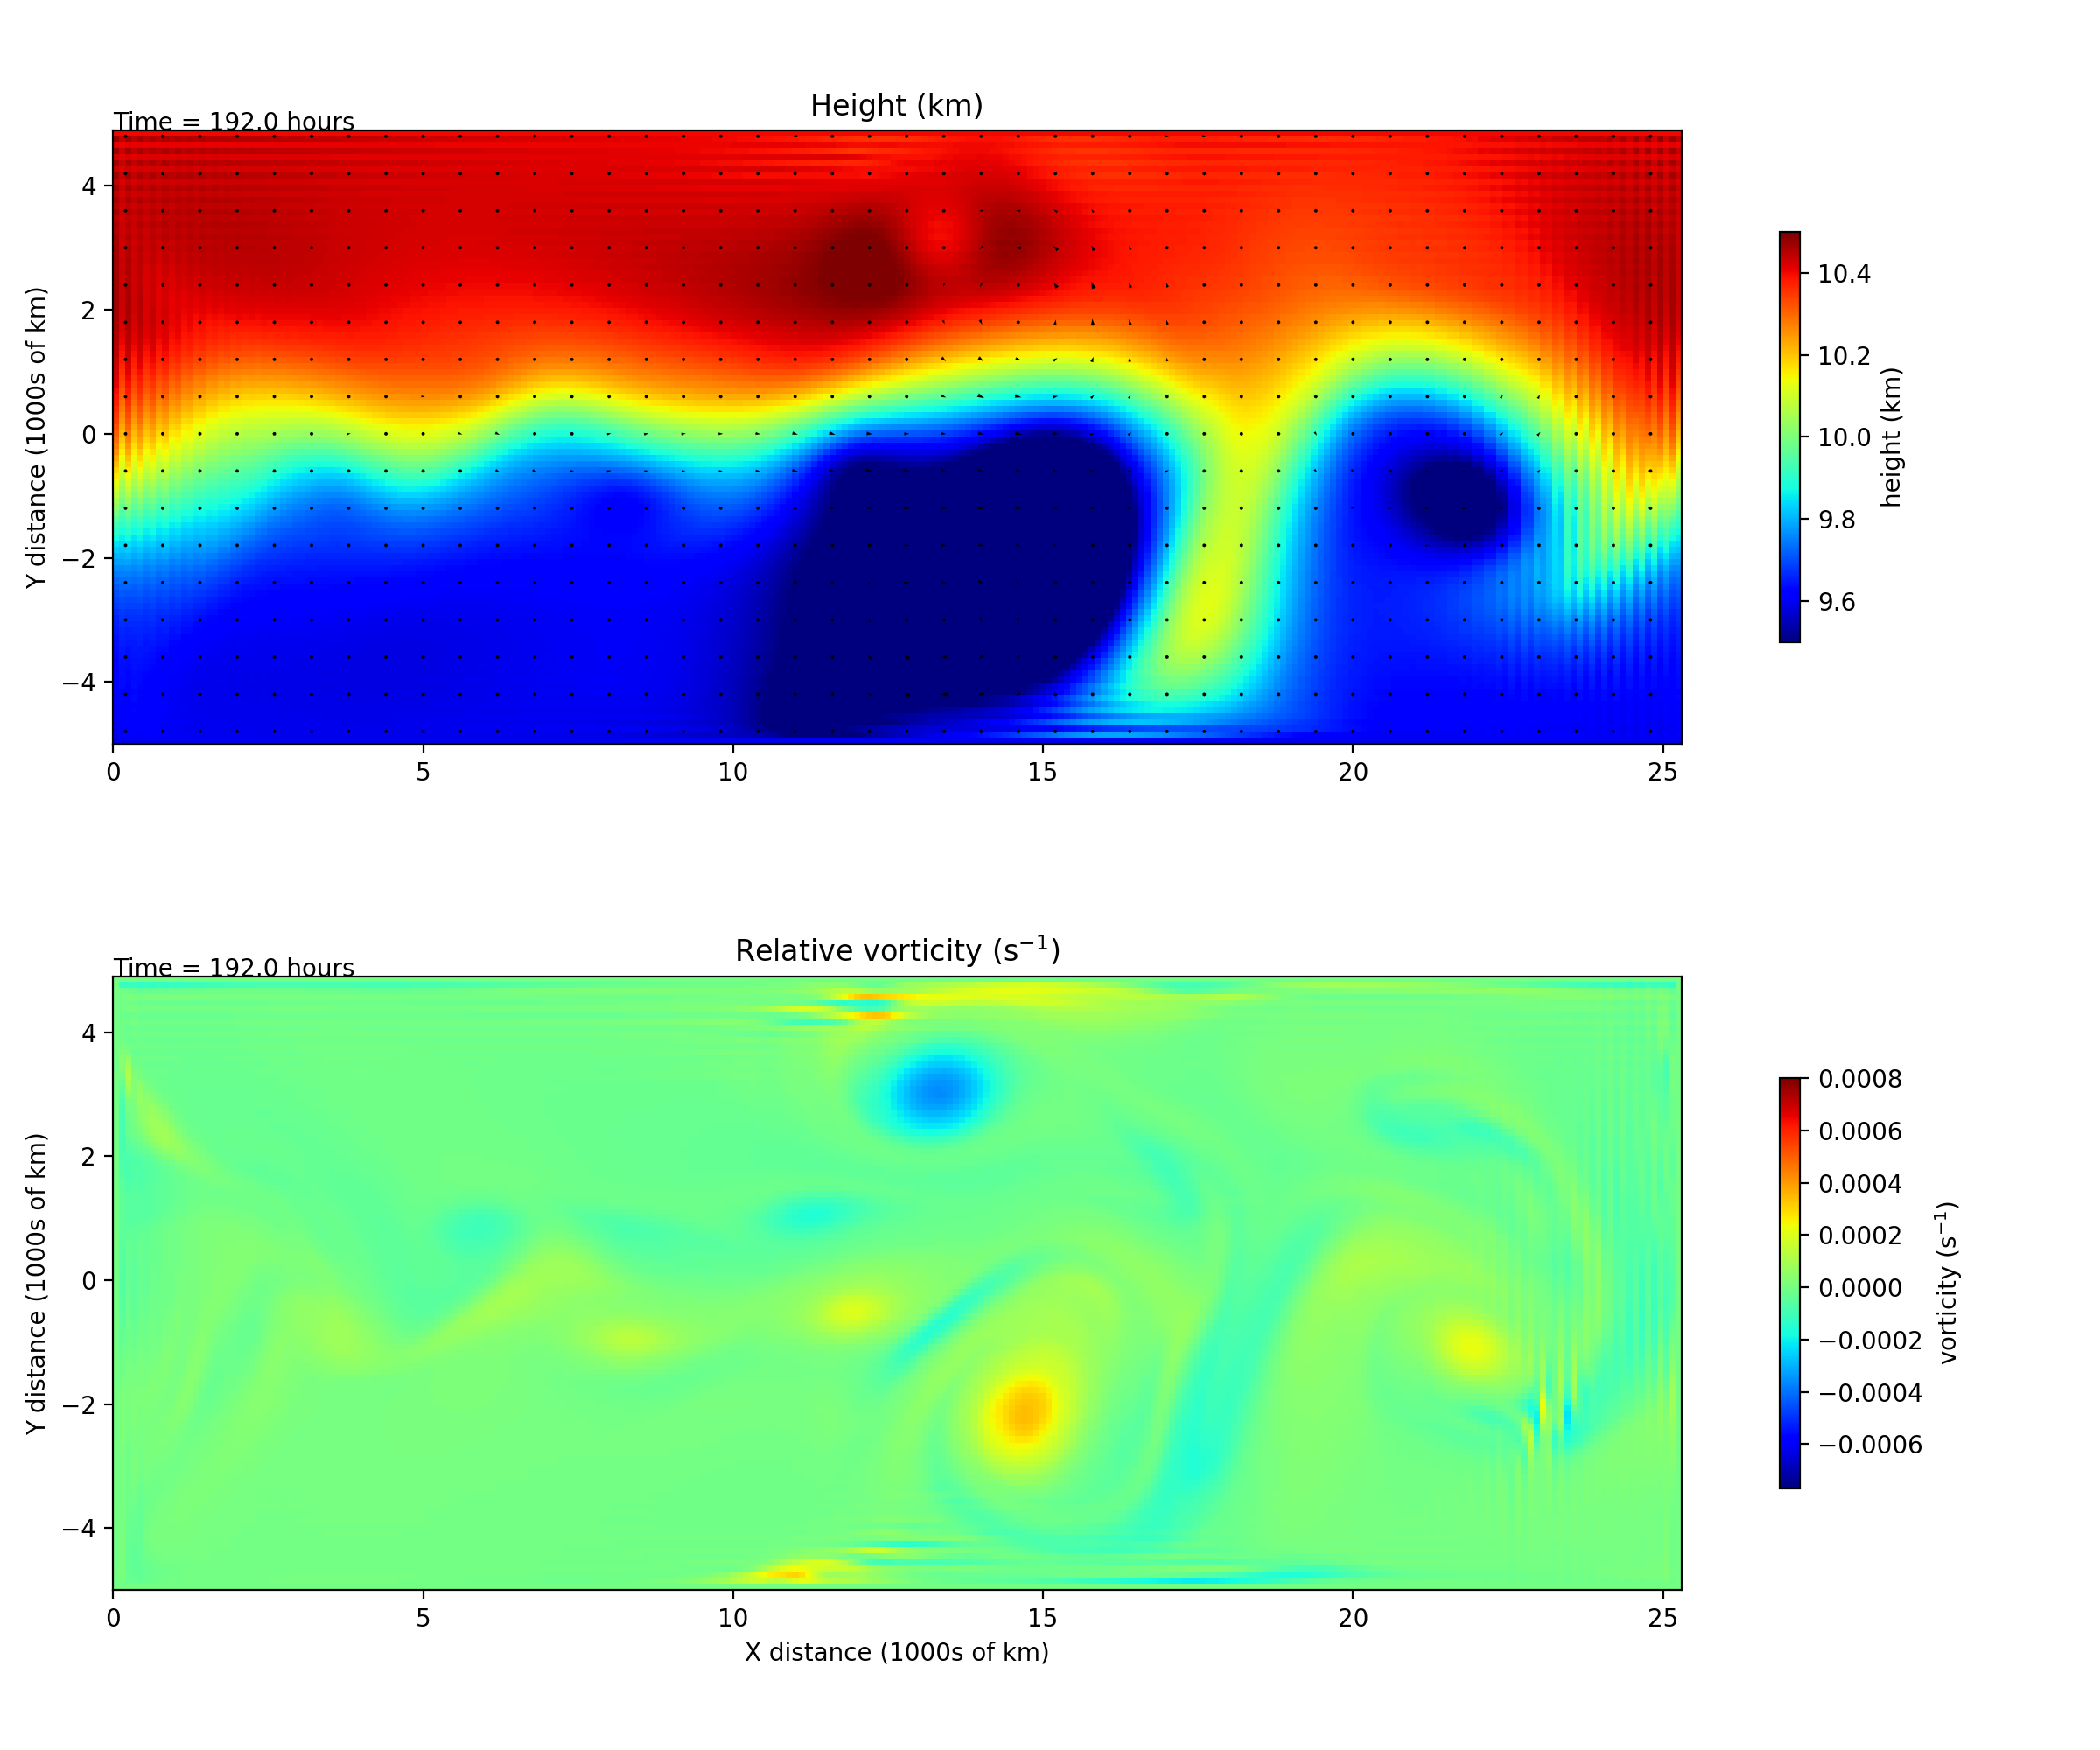 Height (km)
Time = 192.0 hours
Y distance (1000s of km)
4
2
0
−2
−4
0 5 10 15 20 25
10.4
10.2
10.0
9.8
9.6
height (km)
Relative vorticity (s⁻¹)
Time = 192.0 hours
Y distance (1000s of km)
4
2
0
−2
−4
0 5 10 15 20 25
X distance (1000s of km)
0.0008
0.0006
0.0004
0.0002
0.0000
−0.0002
−0.0004
−0.0006
vorticity (s⁻¹)